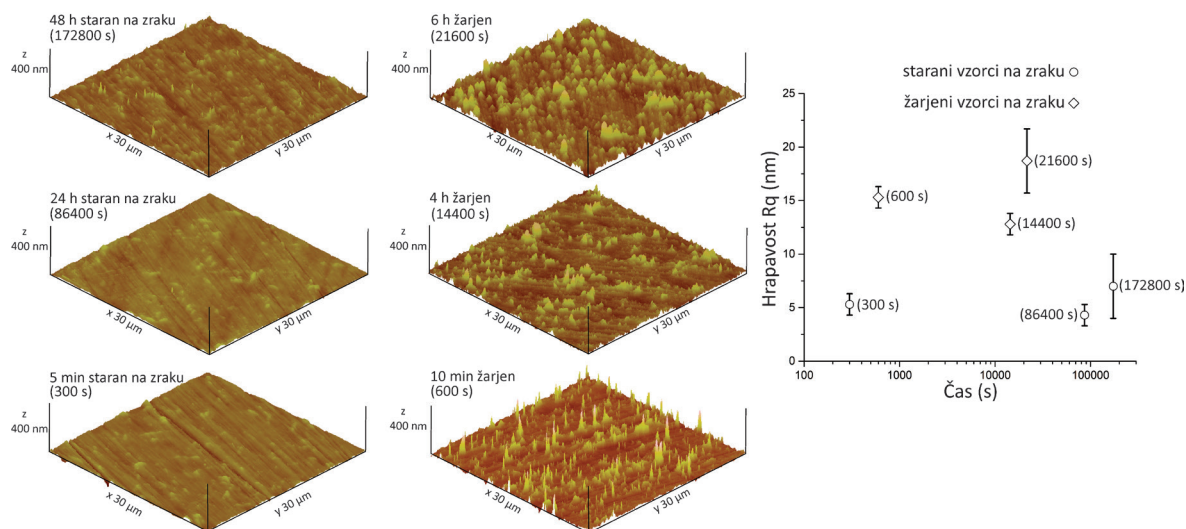 48 h staran na zraku
(172800 s)
z
400 nm
x 30 µm
y 30 µm
6 h žarjen
(21600 s)
z
400 nm
x 30 µm
y 30 µm
24 h staran na zraku
(86400 s)
z
400 nm
x 30 µm
y 30 µm
4 h žarjen
(14400 s)
z
400 nm
x 30 µm
y 30 µm
5 min staran na zraku
(300 s)
z
400 nm
x 30 µm
y 30 µm
10 min žarjen
(600 s)
z
400 nm
x 30 µm
y 30 µm
starani vzorci na zraku
žarjeni vzorci na zraku
Hrapavost Rq (nm)
25
20
15
10
5
0
(21600 s)
(600 s)
(14400 s)
(172800 s)
(300 s)
(86400 s)
100
1000
10000
100000
Čas (s)